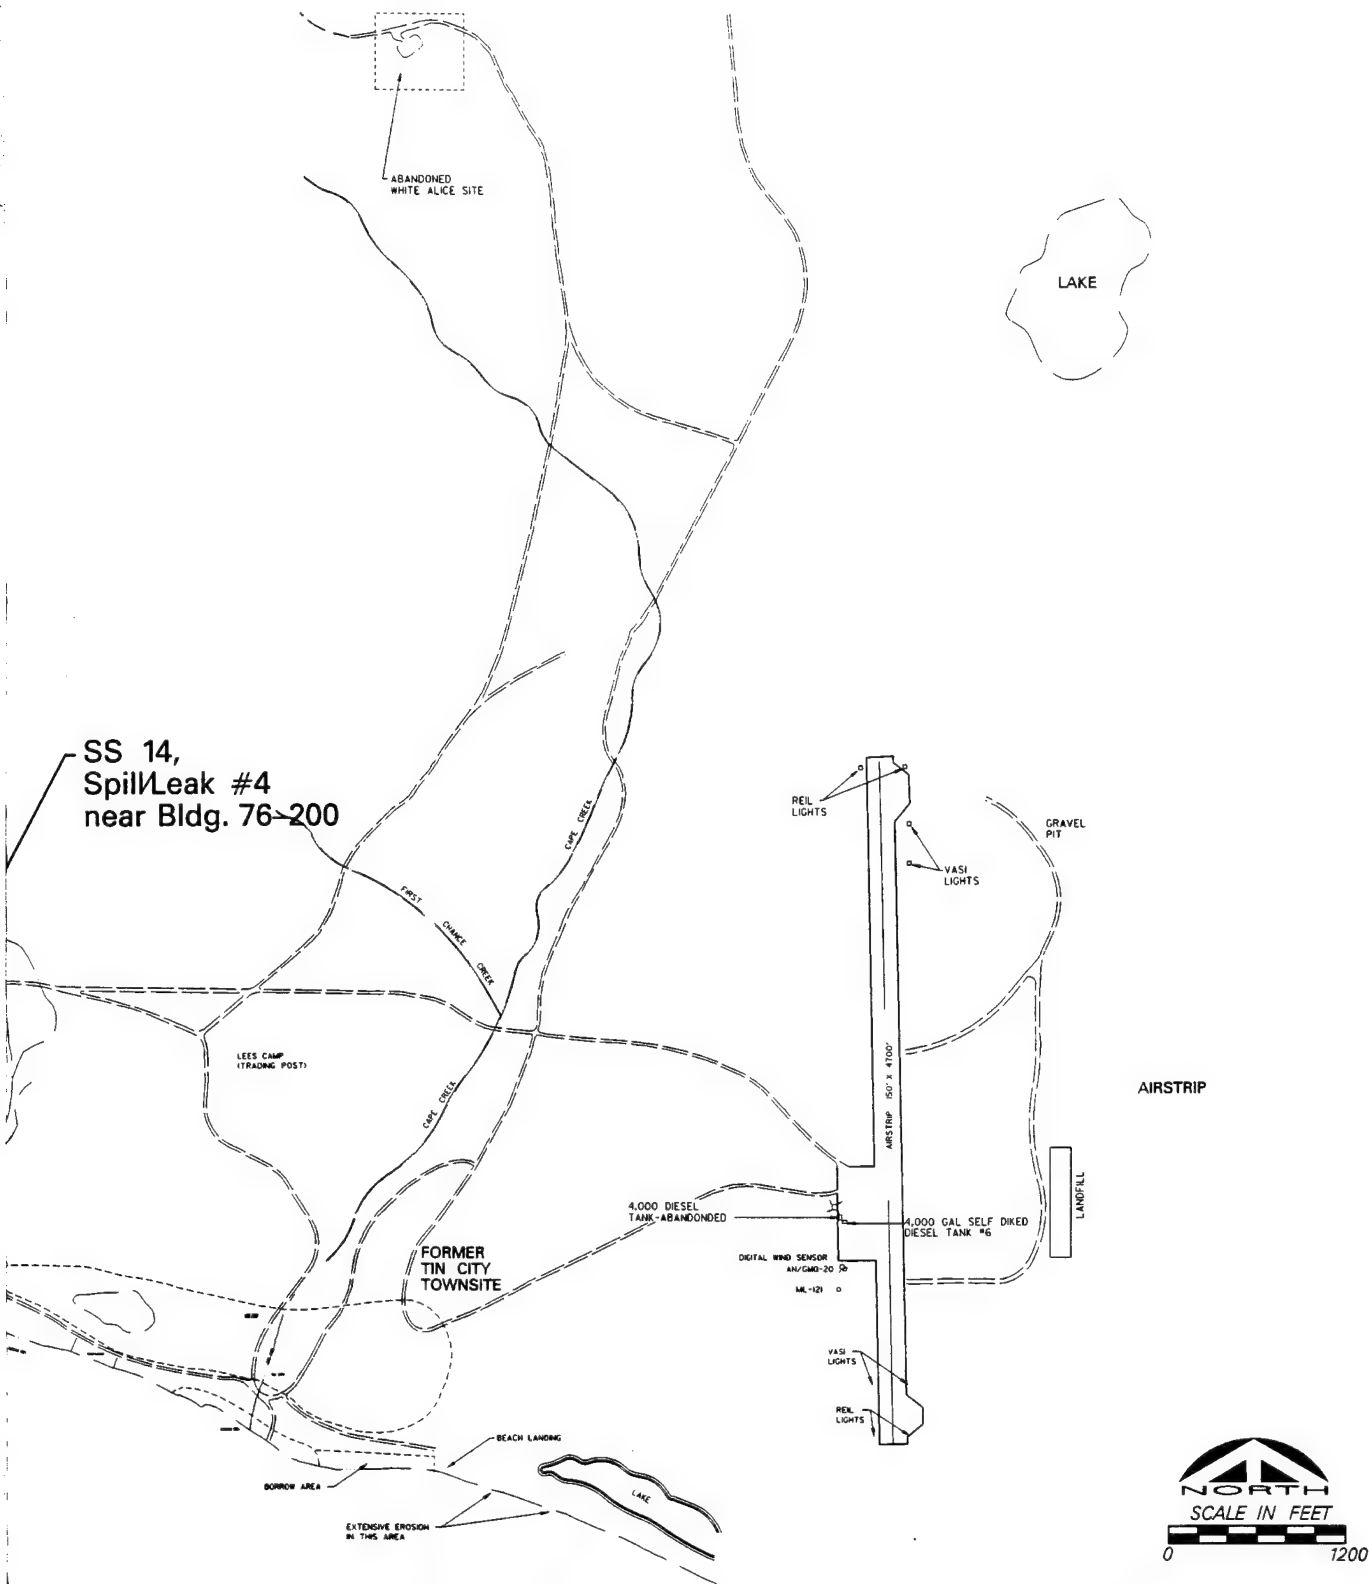 ABANDONED
WHITE ALICE SITE
LAKE
SS 14,
Spill/Leak #4
near Bldg. 76-200
REIL
LIGHTS
GRAVEL
PIT
VASI
LIGHTS
CAPE CREEK
FIRST CHANCE CREEK
LEES CAMP
(TRADING POST)
CAPE CREEK
AIRSTRIP 150' X 4700'
AIRSTRIP
LANDFILL
4,000 DIESEL
TANK-ABANDONDED
4,000 GAL SELF DIKED
DIESEL TANK #6
FORMER
TIN CITY
TOWNSITE
DIGITAL WIND SENSOR
AN/GMQ-20
ML-121
VASI
LIGHTS
REIL
LIGHTS
BEACH LANDING
BORROW AREA
LAKE
EXTENSIVE EROSION
IN THIS AREA
NORTH
SCALE IN FEET
0 1200